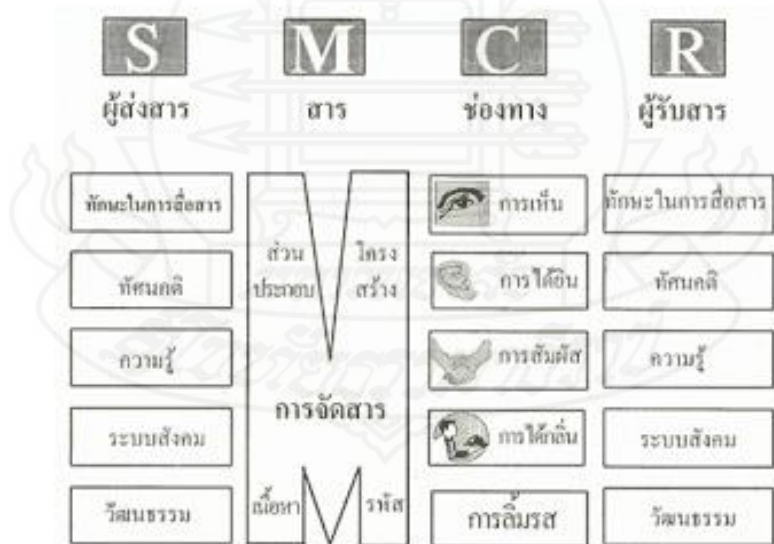 S M C R
ผู้ส่งสาร สาร ช่องทาง ผู้รับสาร
ทักษะในการสื่อสาร การเห็น ทักษะในการสื่อสาร
ส่วน โครง
ประกอบ สร้าง
ทัศนคติ การได้ยิน ทัศนคติ
ความรู้ การสัมผัส ความรู้
การจัดสาร
ระบบสังคม การได้กลิ่น ระบบสังคม
เนื้อหา รหัส
วัฒนธรรม การลิ้มรส วัฒนธรรม